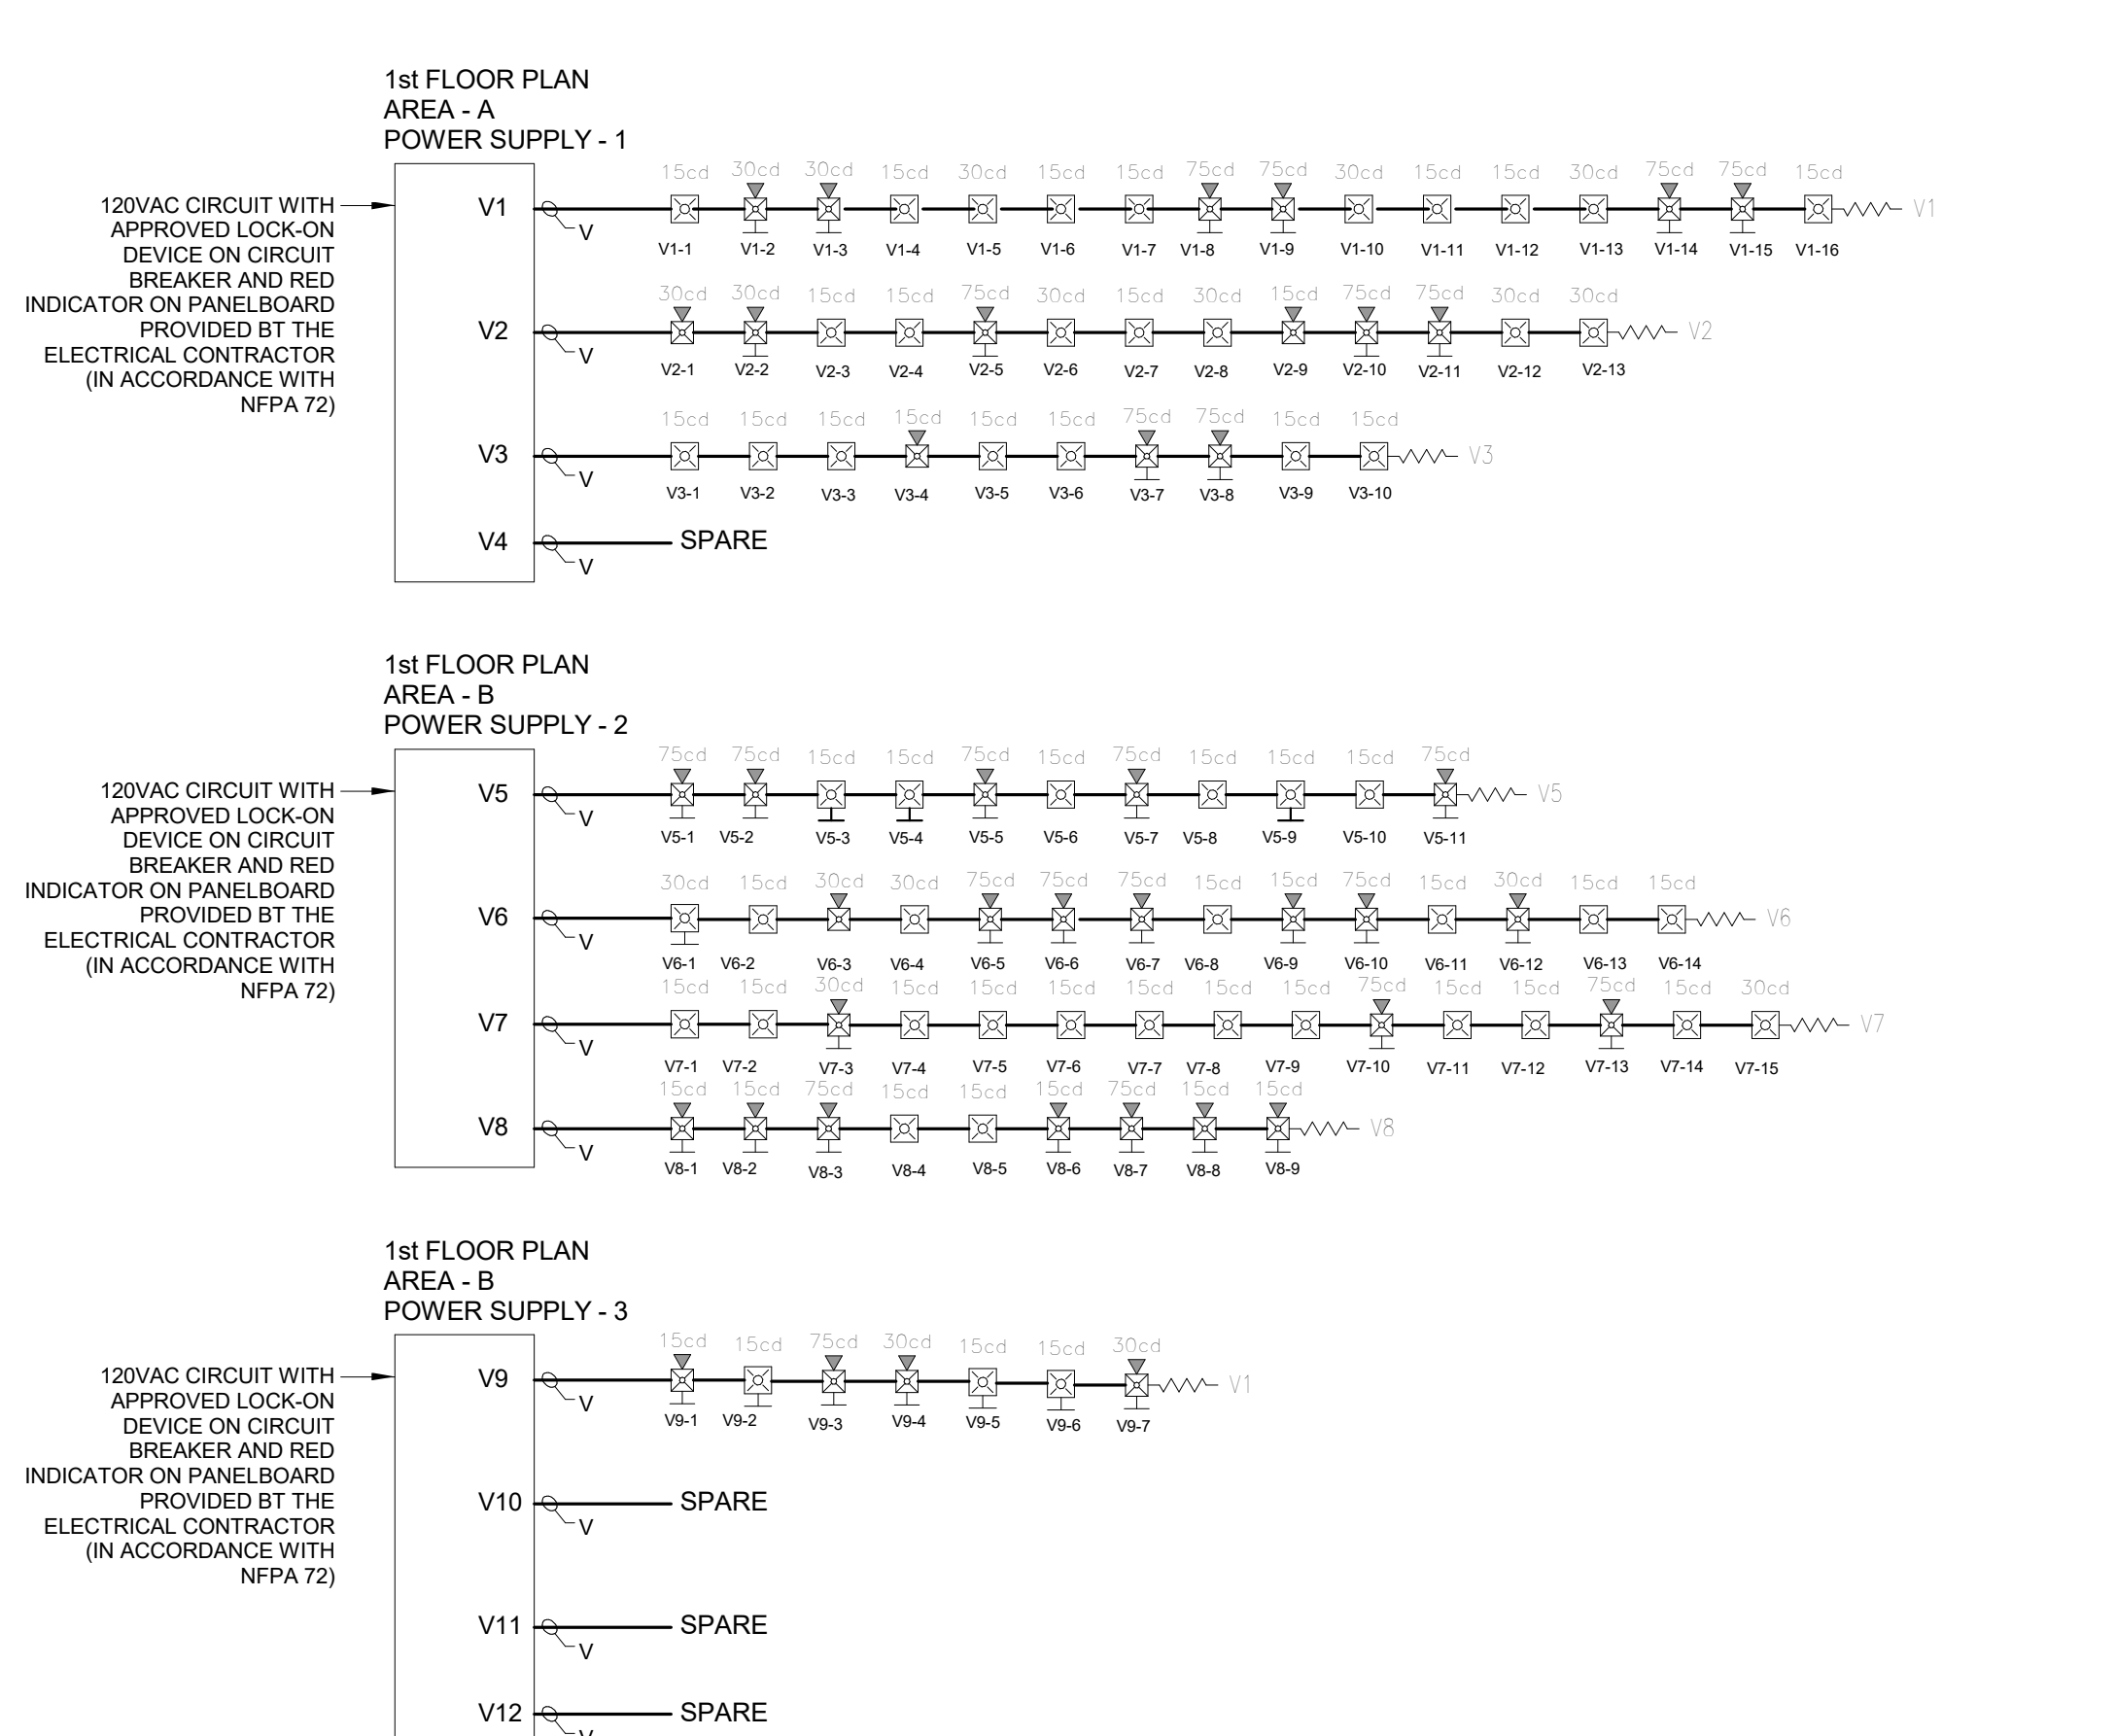 1st FLOOR PLAN
AREA - A
POWER SUPPLY - 1
120VAC CIRCUIT WITH
APPROVED LOCK-ON
DEVICE ON CIRCUIT
BREAKER AND RED
INDICATOR ON PANELBOARD
PROVIDED BT THE
ELECTRICAL CONTRACTOR
(IN ACCORDANCE WITH
NFPA 72)
15cd 30cd 30cd 15cd 30cd 15cd 15cd 75cd 75cd 30cd 15cd 15cd 30cd 75cd 75cd 15cd
V1 V V1
V1-1 V1-2 V1-3 V1-4 V1-5 V1-6 V1-7 V1-8 V1-9 V1-10 V1-11 V1-12 V1-13 V1-14 V1-15 V1-16
30cd 30cd 15cd 15cd 75cd 30cd 15cd 30cd 15cd 75cd 75cd 30cd 30cd
V2 V V2
V2-1 V2-2 V2-3 V2-4 V2-5 V2-6 V2-7 V2-8 V2-9 V2-10 V2-11 V2-12 V2-13
15cd 15cd 15cd 15cd 15cd 15cd 75cd 75cd 15cd 15cd
V3 V V3
V3-1 V3-2 V3-3 V3-4 V3-5 V3-6 V3-7 V3-8 V3-9 V3-10
V4 V SPARE
1st FLOOR PLAN
AREA - B
POWER SUPPLY - 2
120VAC CIRCUIT WITH
APPROVED LOCK-ON
DEVICE ON CIRCUIT
BREAKER AND RED
INDICATOR ON PANELBOARD
PROVIDED BT THE
ELECTRICAL CONTRACTOR
(IN ACCORDANCE WITH
NFPA 72)
75cd 75cd 15cd 15cd 75cd 15cd 75cd 15cd 15cd 15cd 75cd
V5 V V5
V5-1 V5-2 V5-3 V5-4 V5-5 V5-6 V5-7 V5-8 V5-9 V5-10 V5-11
30cd 15cd 30cd 30cd 75cd 75cd 75cd 15cd 15cd 75cd 15cd 30cd 15cd 15cd
V6 V V6
V6-1 V6-2 V6-3 V6-4 V6-5 V6-6 V6-7 V6-8 V6-9 V6-10 V6-11 V6-12 V6-13 V6-14
15cd 15cd 30cd 15cd 15cd 15cd 15cd 15cd 15cd 75cd 15cd 15cd 75cd 15cd 30cd
V7 V V7
V7-1 V7-2 V7-3 V7-4 V7-5 V7-6 V7-7 V7-8 V7-9 V7-10 V7-11 V7-12 V7-13 V7-14 V7-15
15cd 15cd 75cd 15cd 15cd 15cd 75cd 15cd 15cd
V8 V V8
V8-1 V8-2 V8-3 V8-4 V8-5 V8-6 V8-7 V8-8 V8-9
1st FLOOR PLAN
AREA - B
POWER SUPPLY - 3
120VAC CIRCUIT WITH
APPROVED LOCK-ON
DEVICE ON CIRCUIT
BREAKER AND RED
INDICATOR ON PANELBOARD
PROVIDED BT THE
ELECTRICAL CONTRACTOR
(IN ACCORDANCE WITH
NFPA 72)
15cd 15cd 75cd 30cd 15cd 15cd 30cd
V9 V V1
V9-1 V9-2 V9-3 V9-4 V9-5 V9-6 V9-7
V10 V SPARE
V11 V SPARE
V12 V SPARE